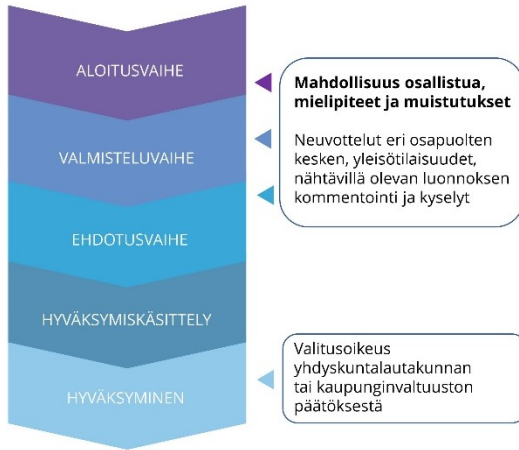 ALOITUSVAIHE
Mahdollisuus osallistua,
mielipiteet ja muistutukset
VALMISTELUVAIHE
Neuvottelut eri osapuolten
kesken, yleisötilaisuudet,
nähtävillä olevan luonnoksen
kommentointi ja kyselyt
EHDOTUSVAIHE
HYVÄKSYMISKÄSITTELY
HYVÄKSYMINEN
Valitusoikeus
yhdyskuntalautakunnan
tai kaupunginvaltuuston
päätöksestä